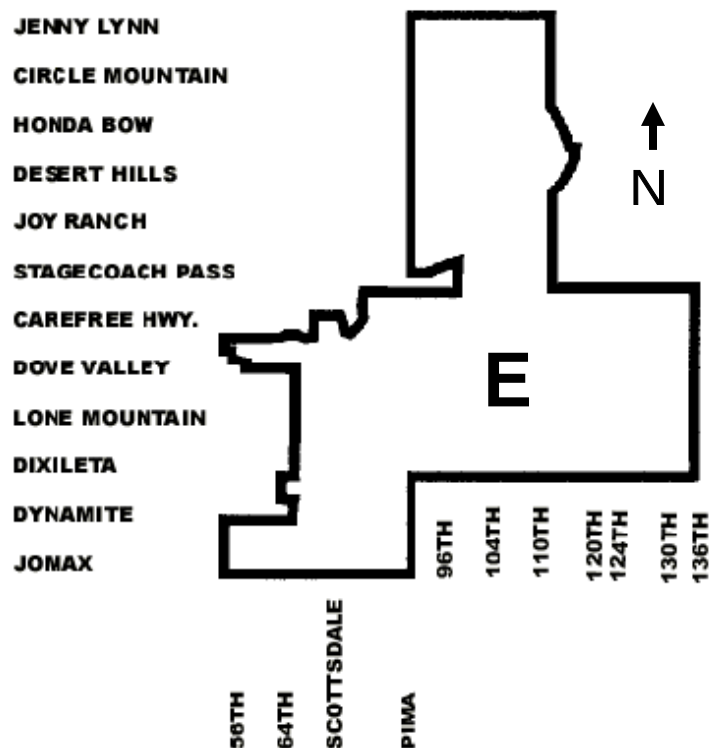 JENNY LYNN
CIRCLE MOUNTAIN
HONDA BOW
DESERT HILLS
N
JOY RANCH
STAGECOACH PASS
CAREFREE HWY.
DOVE VALLEY
E
LONE MOUNTAIN
DIXILETA
DYNAMITE
JOMAX
96TH
104TH
110TH
120TH
124TH
130TH
136TH
56TH
64TH
SCOTTSDALE
PIMA